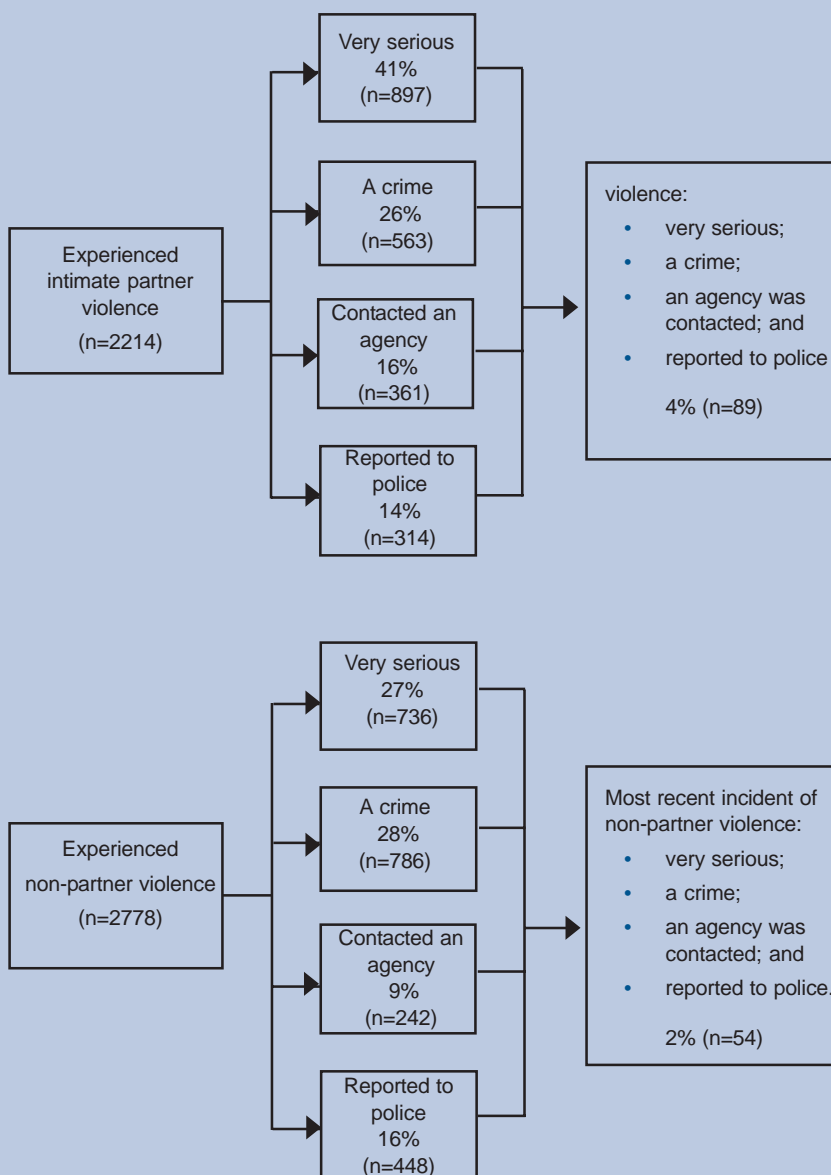 Very serious
41%
(n=897)
A crime
26%
(n=563)
Experienced
intimate partner
violence
(n=2214)
Contacted an
agency
16%
(n=361)
Reported to
police
14%
(n=314)
violence:
• very serious;
• a crime;
• an agency was
contacted; and
• reported to police
4% (n=89)
Very serious
27%
(n=736)
A crime
28%
(n=786)
Experienced
non-partner violence
(n=2778)
Contacted an
agency
9%
(n=242)
Reported to
police
16%
(n=448)
Most recent incident of
non-partner violence:
• very serious;
• a crime;
• an agency was
contacted; and
• reported to police.
2% (n=54)